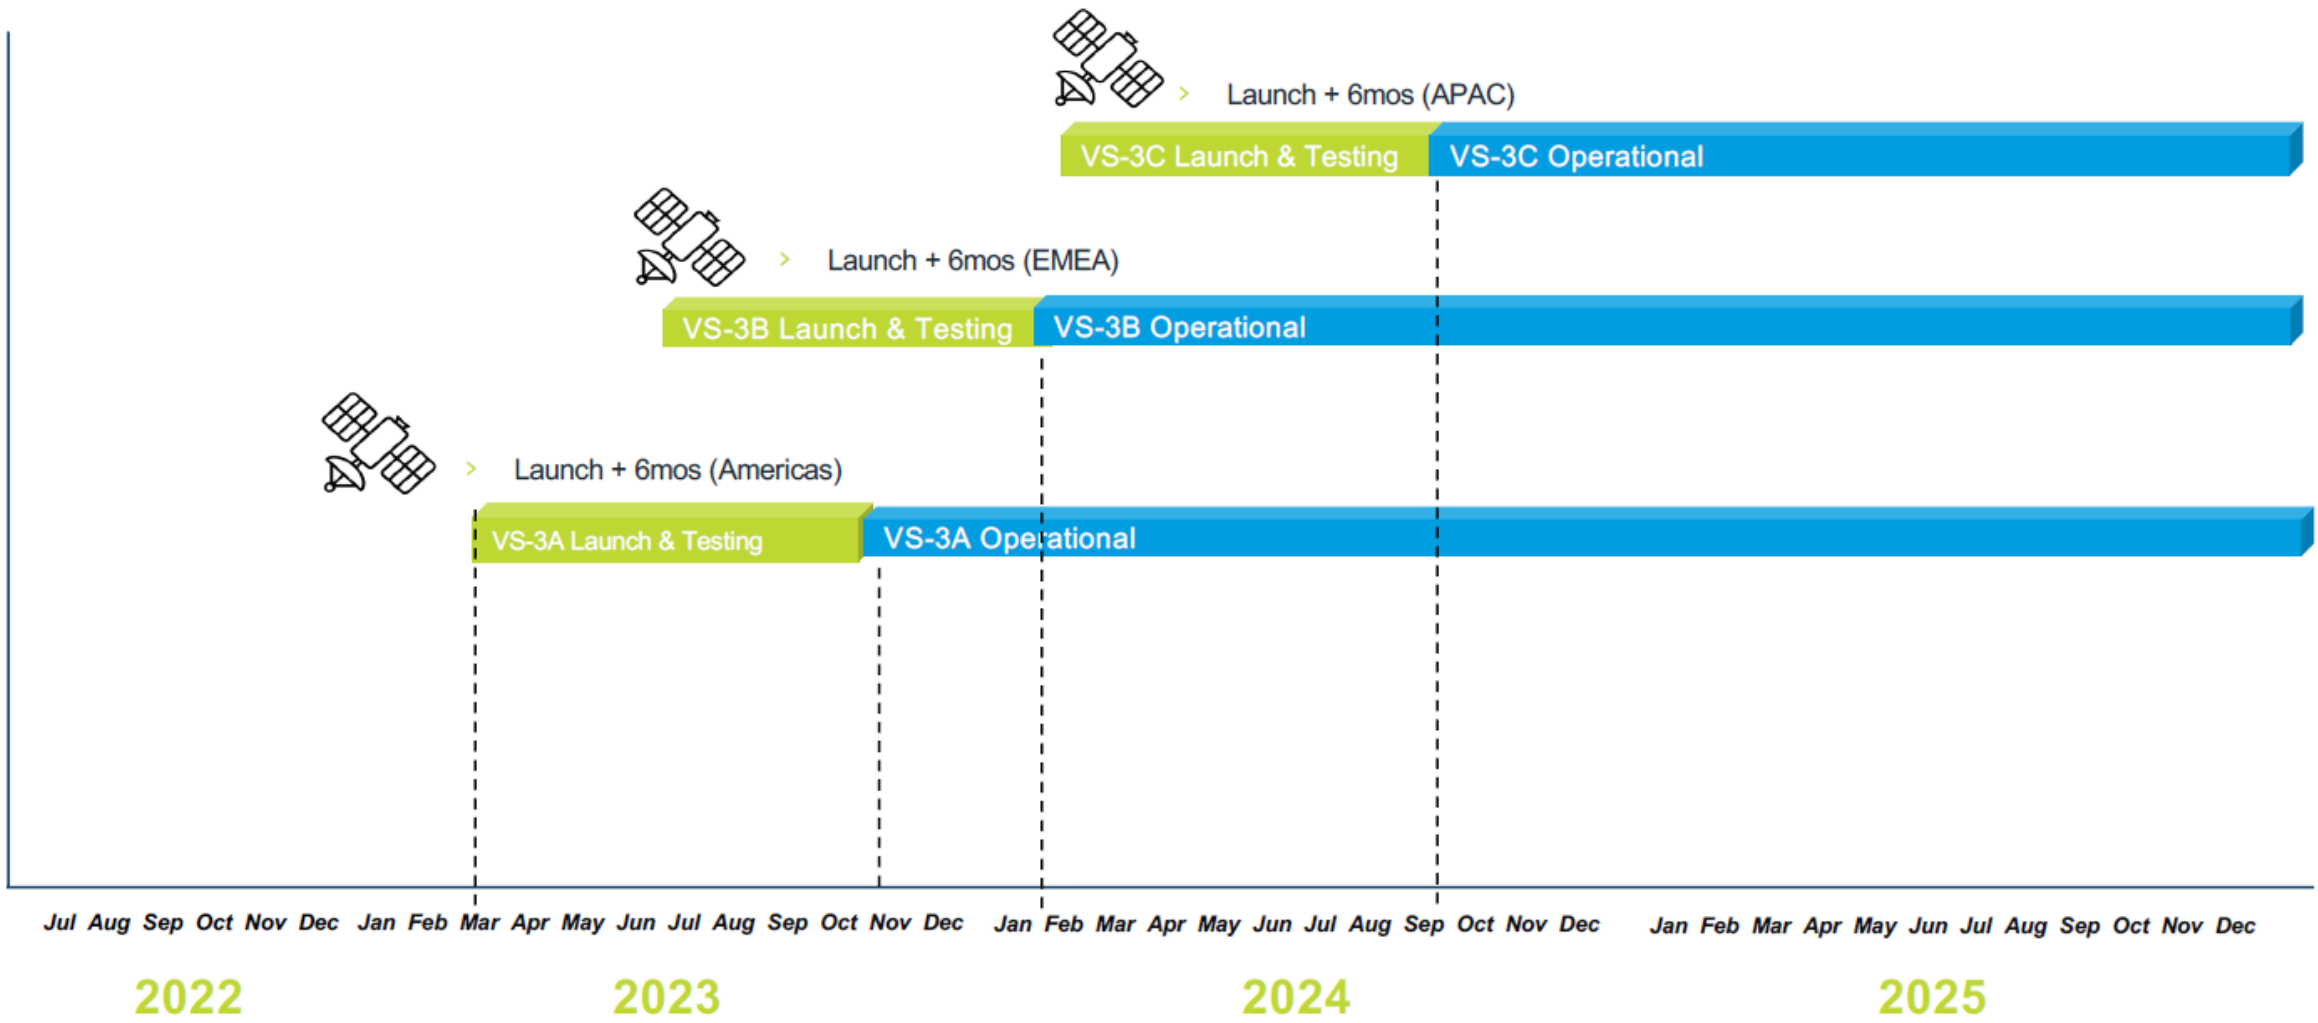 Launch + 6mos (APAC)
VS-3C Launch & Testing VS-3C Operational
Launch + 6mos (EMEA)
VS-3B Launch & Testing VS-3B Operational
Launch + 6mos (Americas)
VS-3A Launch & Testing VS-3A Operational
Jul Aug Sep Oct Nov Dec Jan Feb Mar Apr May Jun Jul Aug Sep Oct Nov Dec Jan Feb Mar Apr May Jun Jul Aug Sep Oct Nov Dec Jan Feb Mar Apr May Jun Jul Aug Sep Oct Nov Dec
2022 2023 2024 2025